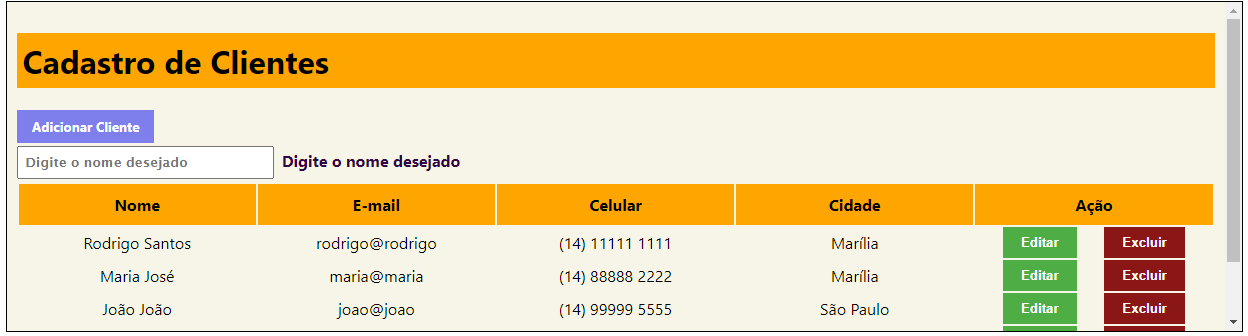 Cadastro de Clientes
Adicionar Cliente
Digite o nome desejado Digite o nome desejado
Nome E-mail Celular Cidade Ação
Rodrigo Santos rodrigo@rodrigo (14) 11111 1111 Marília Editar Excluir
Maria José maria@maria (14) 88888 2222 Marília Editar Excluir
João João joao@joao (14) 99999 5555 São Paulo Editar Excluir